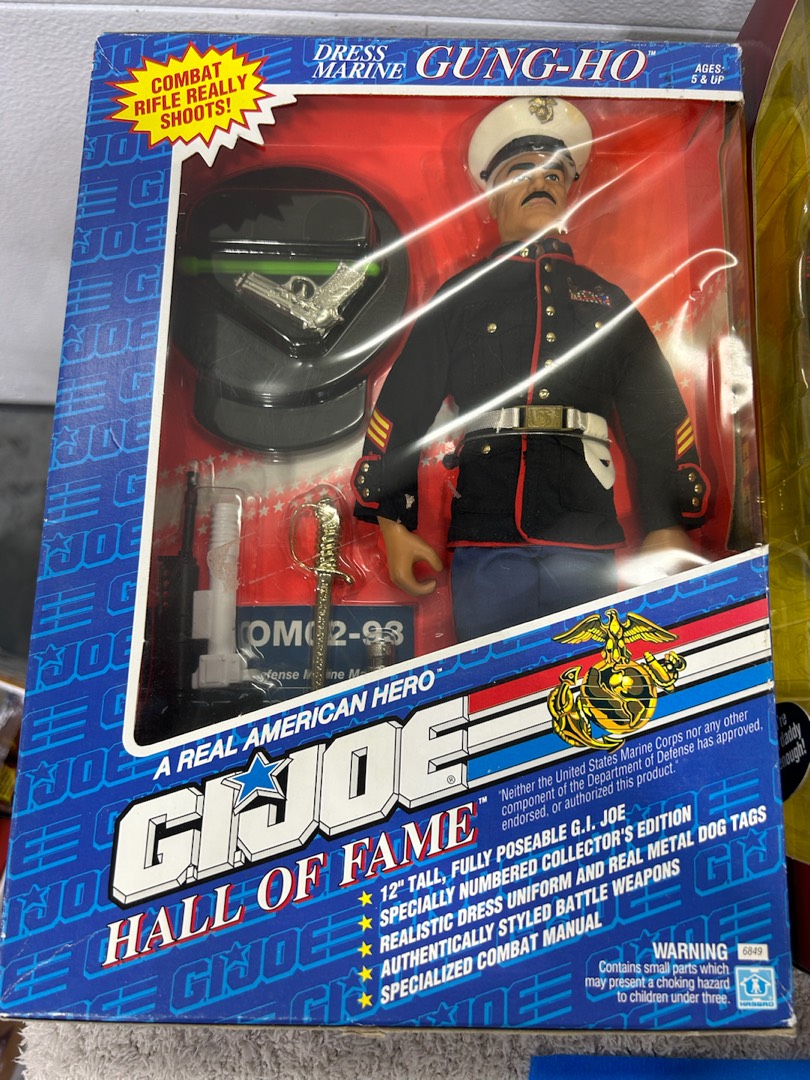 DRESS
MARINE GUNG-HO™
AGES:
5 & UP
COMBAT
RIFLE REALLY
SHOOTS!
A REAL AMERICAN HERO™
G.I.JOE®
HALL OF FAME™
"Neither the United States Marine Corps nor any other
component of the Department of Defense has approved,
endorsed, or authorized this product."
★ 12" TALL, FULLY POSEABLE G.I. JOE
★ SPECIALLY NUMBERED COLLECTOR'S EDITION
★ REALISTIC DRESS UNIFORM AND REAL METAL DOG TAGS
★ AUTHENTICALLY STYLED BATTLE WEAPONS
★ SPECIALIZED COMBAT MANUAL
WARNING
6849
Contains small parts which
may present a choking hazard
to children under three.
HASBRO